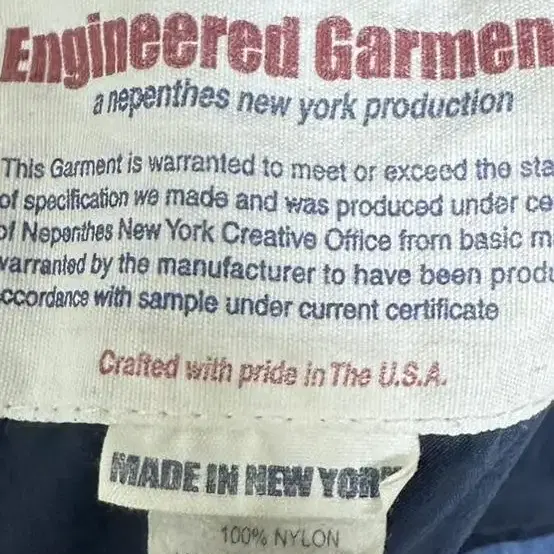 Engineered Garmen
a nepenthes new york production
This Garment is warranted to meet or exceed the sta
of specification we made and was produced under ce
of Nepenthes New York Creative Office from basic m
warranted by the manufacturer to have been produ
ccordance with sample under current certificate
Crafted with pride in The U.S.A.
MADE IN NEW YORK
100% NYLON